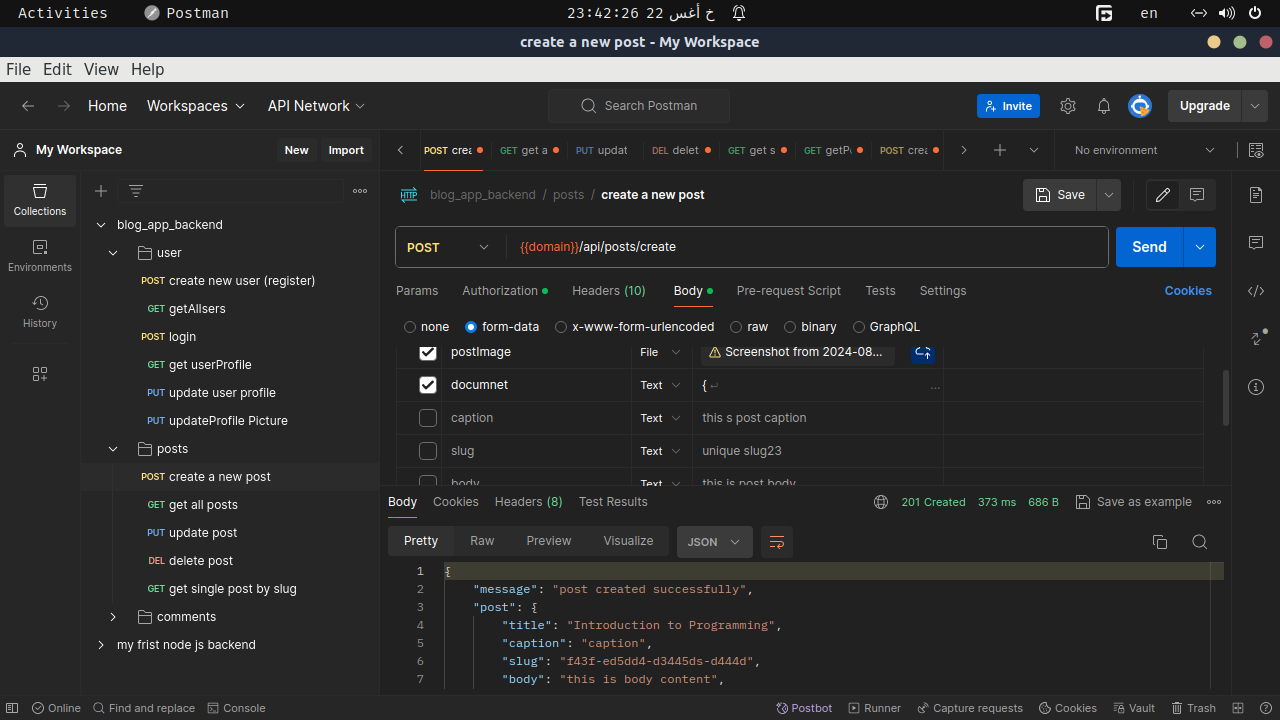 Activities Postman 23:42:26 22 خ أغس en
create a new post - My Workspace
File Edit View Help
Home Workspaces API Network Search Postman Invite Upgrade
My Workspace New Import
POST crea GET get a PUT updat DEL delet GET get s GET getP POST crea No environment
Collections
Environments
History
blog_app_backend
user
POST create new user (register)
GET getAllsers
POST login
GET get userProfile
PUT update user profile
PUT updateProfile Picture
posts
POST create a new post
GET get all posts
PUT update post
DEL delete post
GET get single post by slug
comments
my frist node js backend
HTTP blog_app_backend / posts / create a new post Save
POST {{domain}}/api/posts/create Send
Params Authorization Headers (10) Body Pre-request Script Tests Settings Cookies
none form-data x-www-form-urlencoded raw binary GraphQL
postImage File Screenshot from 2024-08...
documnet Text { ↵ ...
caption Text this s post caption
slug Text unique slug23
body Text this is post body
Body Cookies Headers (8) Test Results 201 Created 373 ms 686 B Save as example
Pretty Raw Preview Visualize JSON
1 {
2 "message": "post created successfully",
3 "post": {
4 "title": "Introduction to Programming",
5 "caption": "caption",
6 "slug": "f43f-ed5dd4-d3445ds-d444d",
7 "body": "this is body content",
Online Find and replace Console Postbot Runner Capture requests Cookies Vault Trash